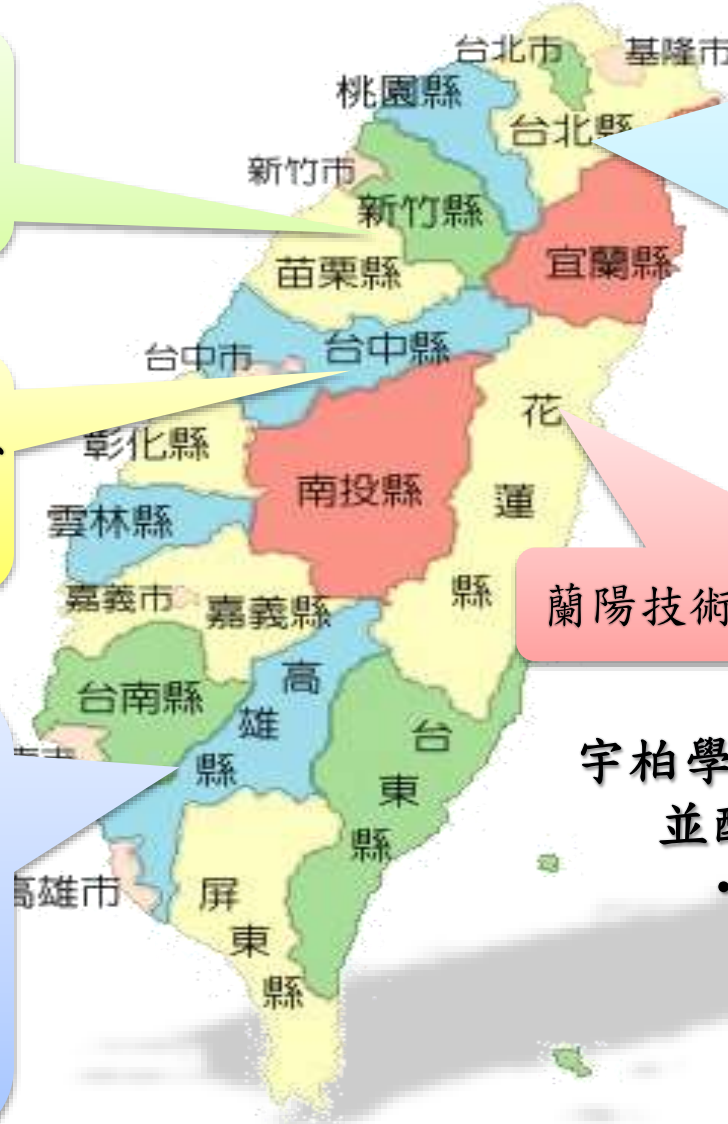 台北市
基隆市
桃園縣
台北縣
新竹市
新竹縣
宜蘭縣
苗栗縣
台中市
台中縣
花蓮縣
彰化縣
南投縣
雲林縣
嘉義市
嘉義縣
蘭陽技術
台南縣
高雄縣
台東縣
宇柏學
高雄市
屏東縣